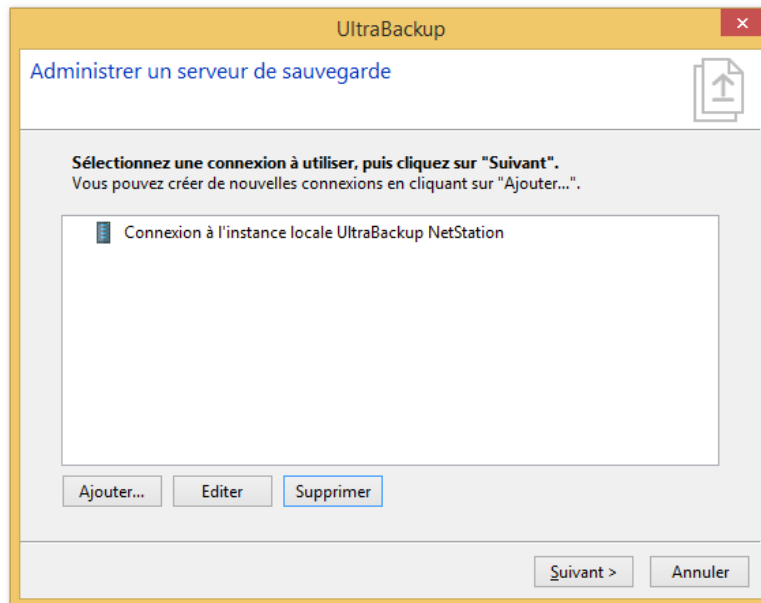 UltraBackup
Administrer un serveur de sauvegarde
Sélectionnez une connexion à utiliser, puis cliquez sur "Suivant".
Vous pouvez créer de nouvelles connexions en cliquant sur "Ajouter...".
Connexion à l'instance locale UltraBackup NetStation
Ajouter... Editer Supprimer
Suivant > Annuler